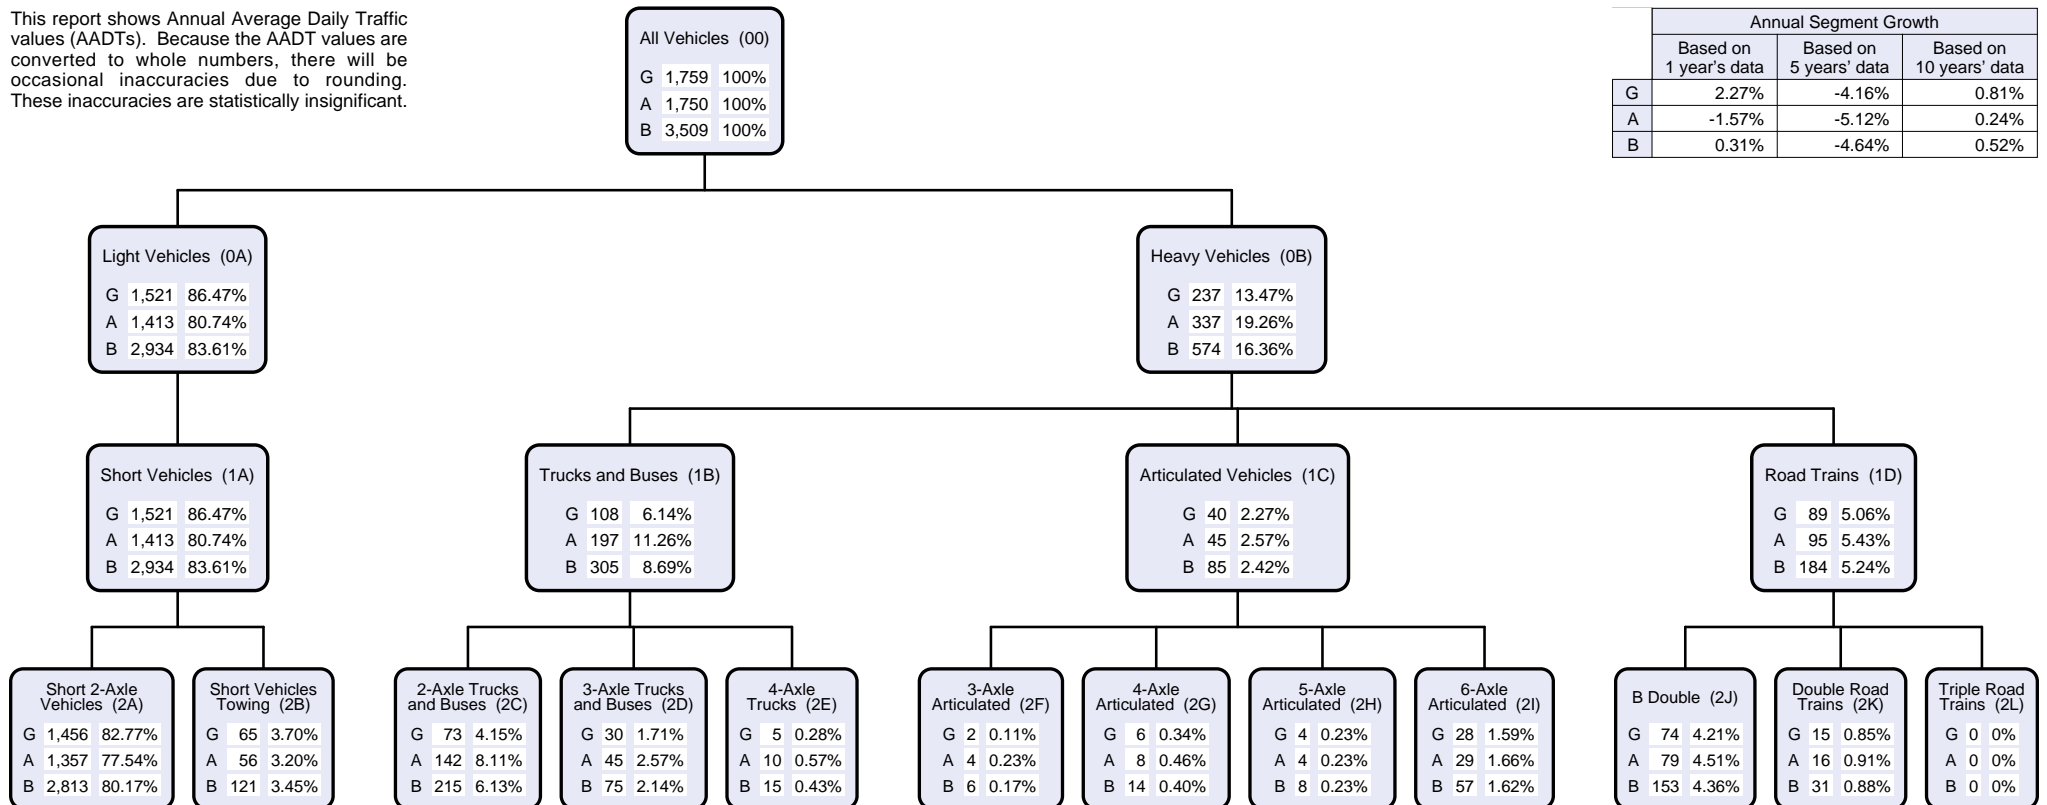 This report shows Annual Average Daily Traffic
values (AADTs). Because the AADT values are
converted to whole numbers, there will be
occasional inaccuracies due to rounding.
These inaccuracies are statistically insignificant.
All Vehicles (00)
G 1,759 100%
A 1,750 100%
B 3,509 100%
Annual Segment Growth
Based on 1 year's data Based on 5 years' data Based on 10 years' data
G 2.27% -4.16% 0.81%
A -1.57% -5.12% 0.24%
B 0.31% -4.64% 0.52%
Light Vehicles (0A)
G 1,521 86.47%
A 1,413 80.74%
B 2,934 83.61%
Heavy Vehicles (0B)
G 237 13.47%
A 337 19.26%
B 574 16.36%
Short Vehicles (1A)
G 1,521 86.47%
A 1,413 80.74%
B 2,934 83.61%
Trucks and Buses (1B)
G 108 6.14%
A 197 11.26%
B 305 8.69%
Articulated Vehicles (1C)
G 40 2.27%
A 45 2.57%
B 85 2.42%
Road Trains (1D)
G 89 5.06%
A 95 5.43%
B 184 5.24%
Short 2-Axle
Vehicles (2A)
G 1,456 82.77%
A 1,357 77.54%
B 2,813 80.17%
Short Vehicles
Towing (2B)
G 65 3.70%
A 56 3.20%
B 121 3.45%
2-Axle Trucks
and Buses (2C)
G 73 4.15%
A 142 8.11%
B 215 6.13%
3-Axle Trucks
and Buses (2D)
G 30 1.71%
A 45 2.57%
B 75 2.14%
4-Axle
Trucks (2E)
G 5 0.28%
A 10 0.57%
B 15 0.43%
3-Axle
Articulated (2F)
G 2 0.11%
A 4 0.23%
B 6 0.17%
4-Axle
Articulated (2G)
G 6 0.34%
A 8 0.46%
B 14 0.40%
5-Axle
Articulated (2H)
G 4 0.23%
A 4 0.23%
B 8 0.23%
6-Axle
Articulated (2I)
G 28 1.59%
A 29 1.66%
B 57 1.62%
B Double (2J)
G 74 4.21%
A 79 4.51%
B 153 4.36%
Double Road
Trains (2K)
G 15 0.85%
A 16 0.91%
B 31 0.88%
Triple Road
Trains (2L)
G 0 0%
A 0 0%
B 0 0%